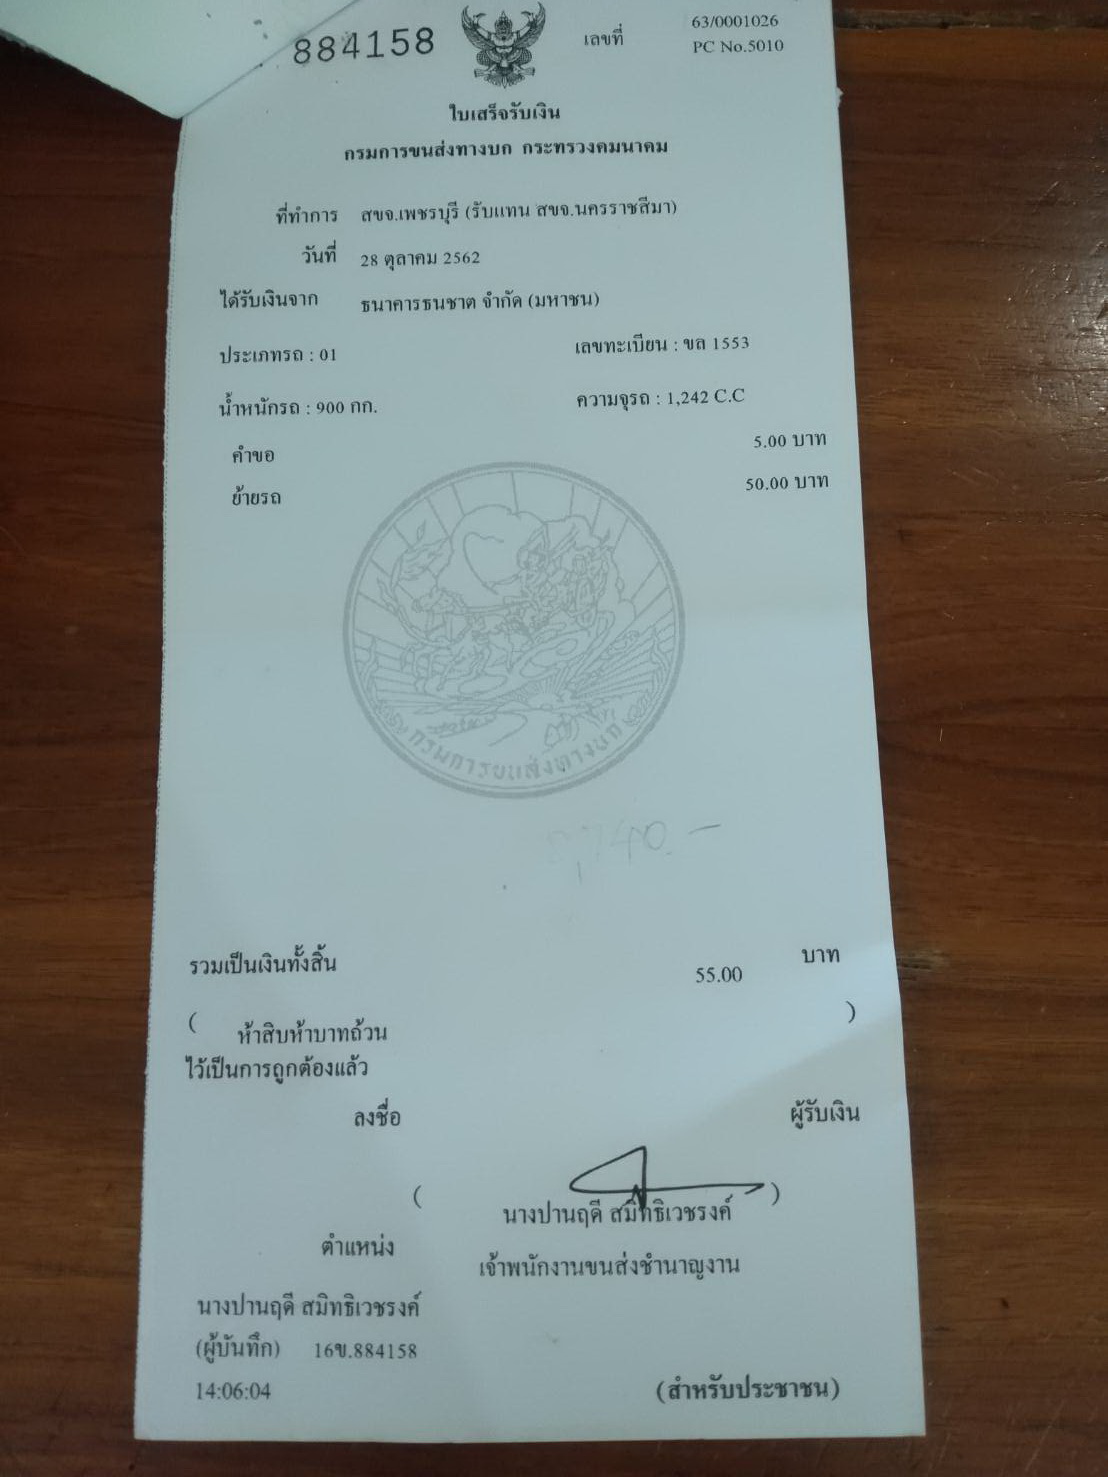 884158
เลขที่ 63/0001026
PC No.5010
ใบเสร็จรับเงิน
กรมการขนส่งทางบก กระทรวงคมนาคม
ที่ทำการ สขจ.เพชรบุรี (รับแทน สขจ.นครราชสีมา)
วันที่ 28 ตุลาคม 2562
ได้รับเงินจาก ธนาคารธนชาต จำกัด (มหาชน)
ประเภทรถ : 01 เลขทะเบียน : ขล 1553
น้ำหนักรถ : 900 กก. ความจุรถ : 1,242 C.C
คำขอ 5.00 บาท
ย้ายรถ 50.00 บาท
กรมการขนส่งทางบก
รวมเป็นเงินทั้งสิ้น 55.00 บาท
( ห้าสิบห้าบาทถ้วน )
ไว้เป็นการถูกต้องแล้ว
ลงชื่อ ผู้รับเงิน
( นางปานฤดี สมิทธิเวชรงค์ )
ตำแหน่ง เจ้าพนักงานขนส่งชำนาญงาน
นางปานฤดี สมิทธิเวชรงค์
(ผู้บันทึก) 16ข.884158
14:06:04 (สำหรับประชาชน)